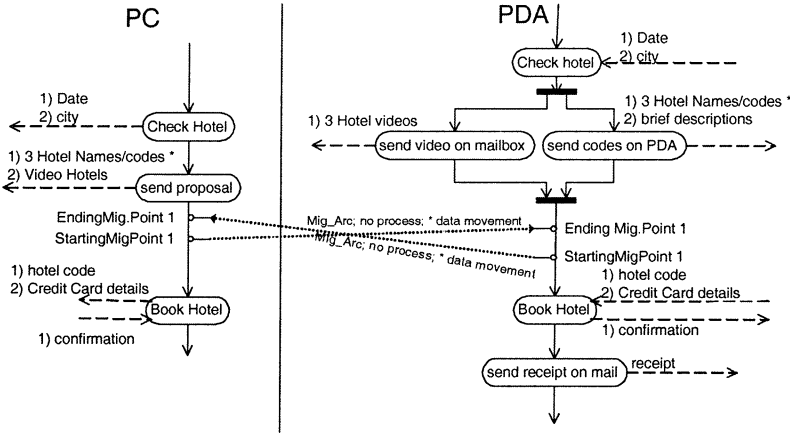 PC
PDA
1) Date
2) city
Check hotel
1) Date
2) city
Check Hotel
1) 3 Hotel Names/codes *
2) Video Hotels
send proposal
EndingMig.Point 1
StartingMigPoint 1
1) hotel code
2) Credit Card details
Book Hotel
1) confirmation
Mig_Arc; no process; * data movement
Mig_Arc; no process; * data movement
1) 3 Hotel videos
send video on mailbox
1) 3 Hotel Names/codes *
2) brief descriptions
send codes on PDA
Ending Mig.Point 1
StartingMigPoint 1
1) hotel code
2) Credit Card details
Book Hotel
1) confirmation
send receipt on mail
receipt